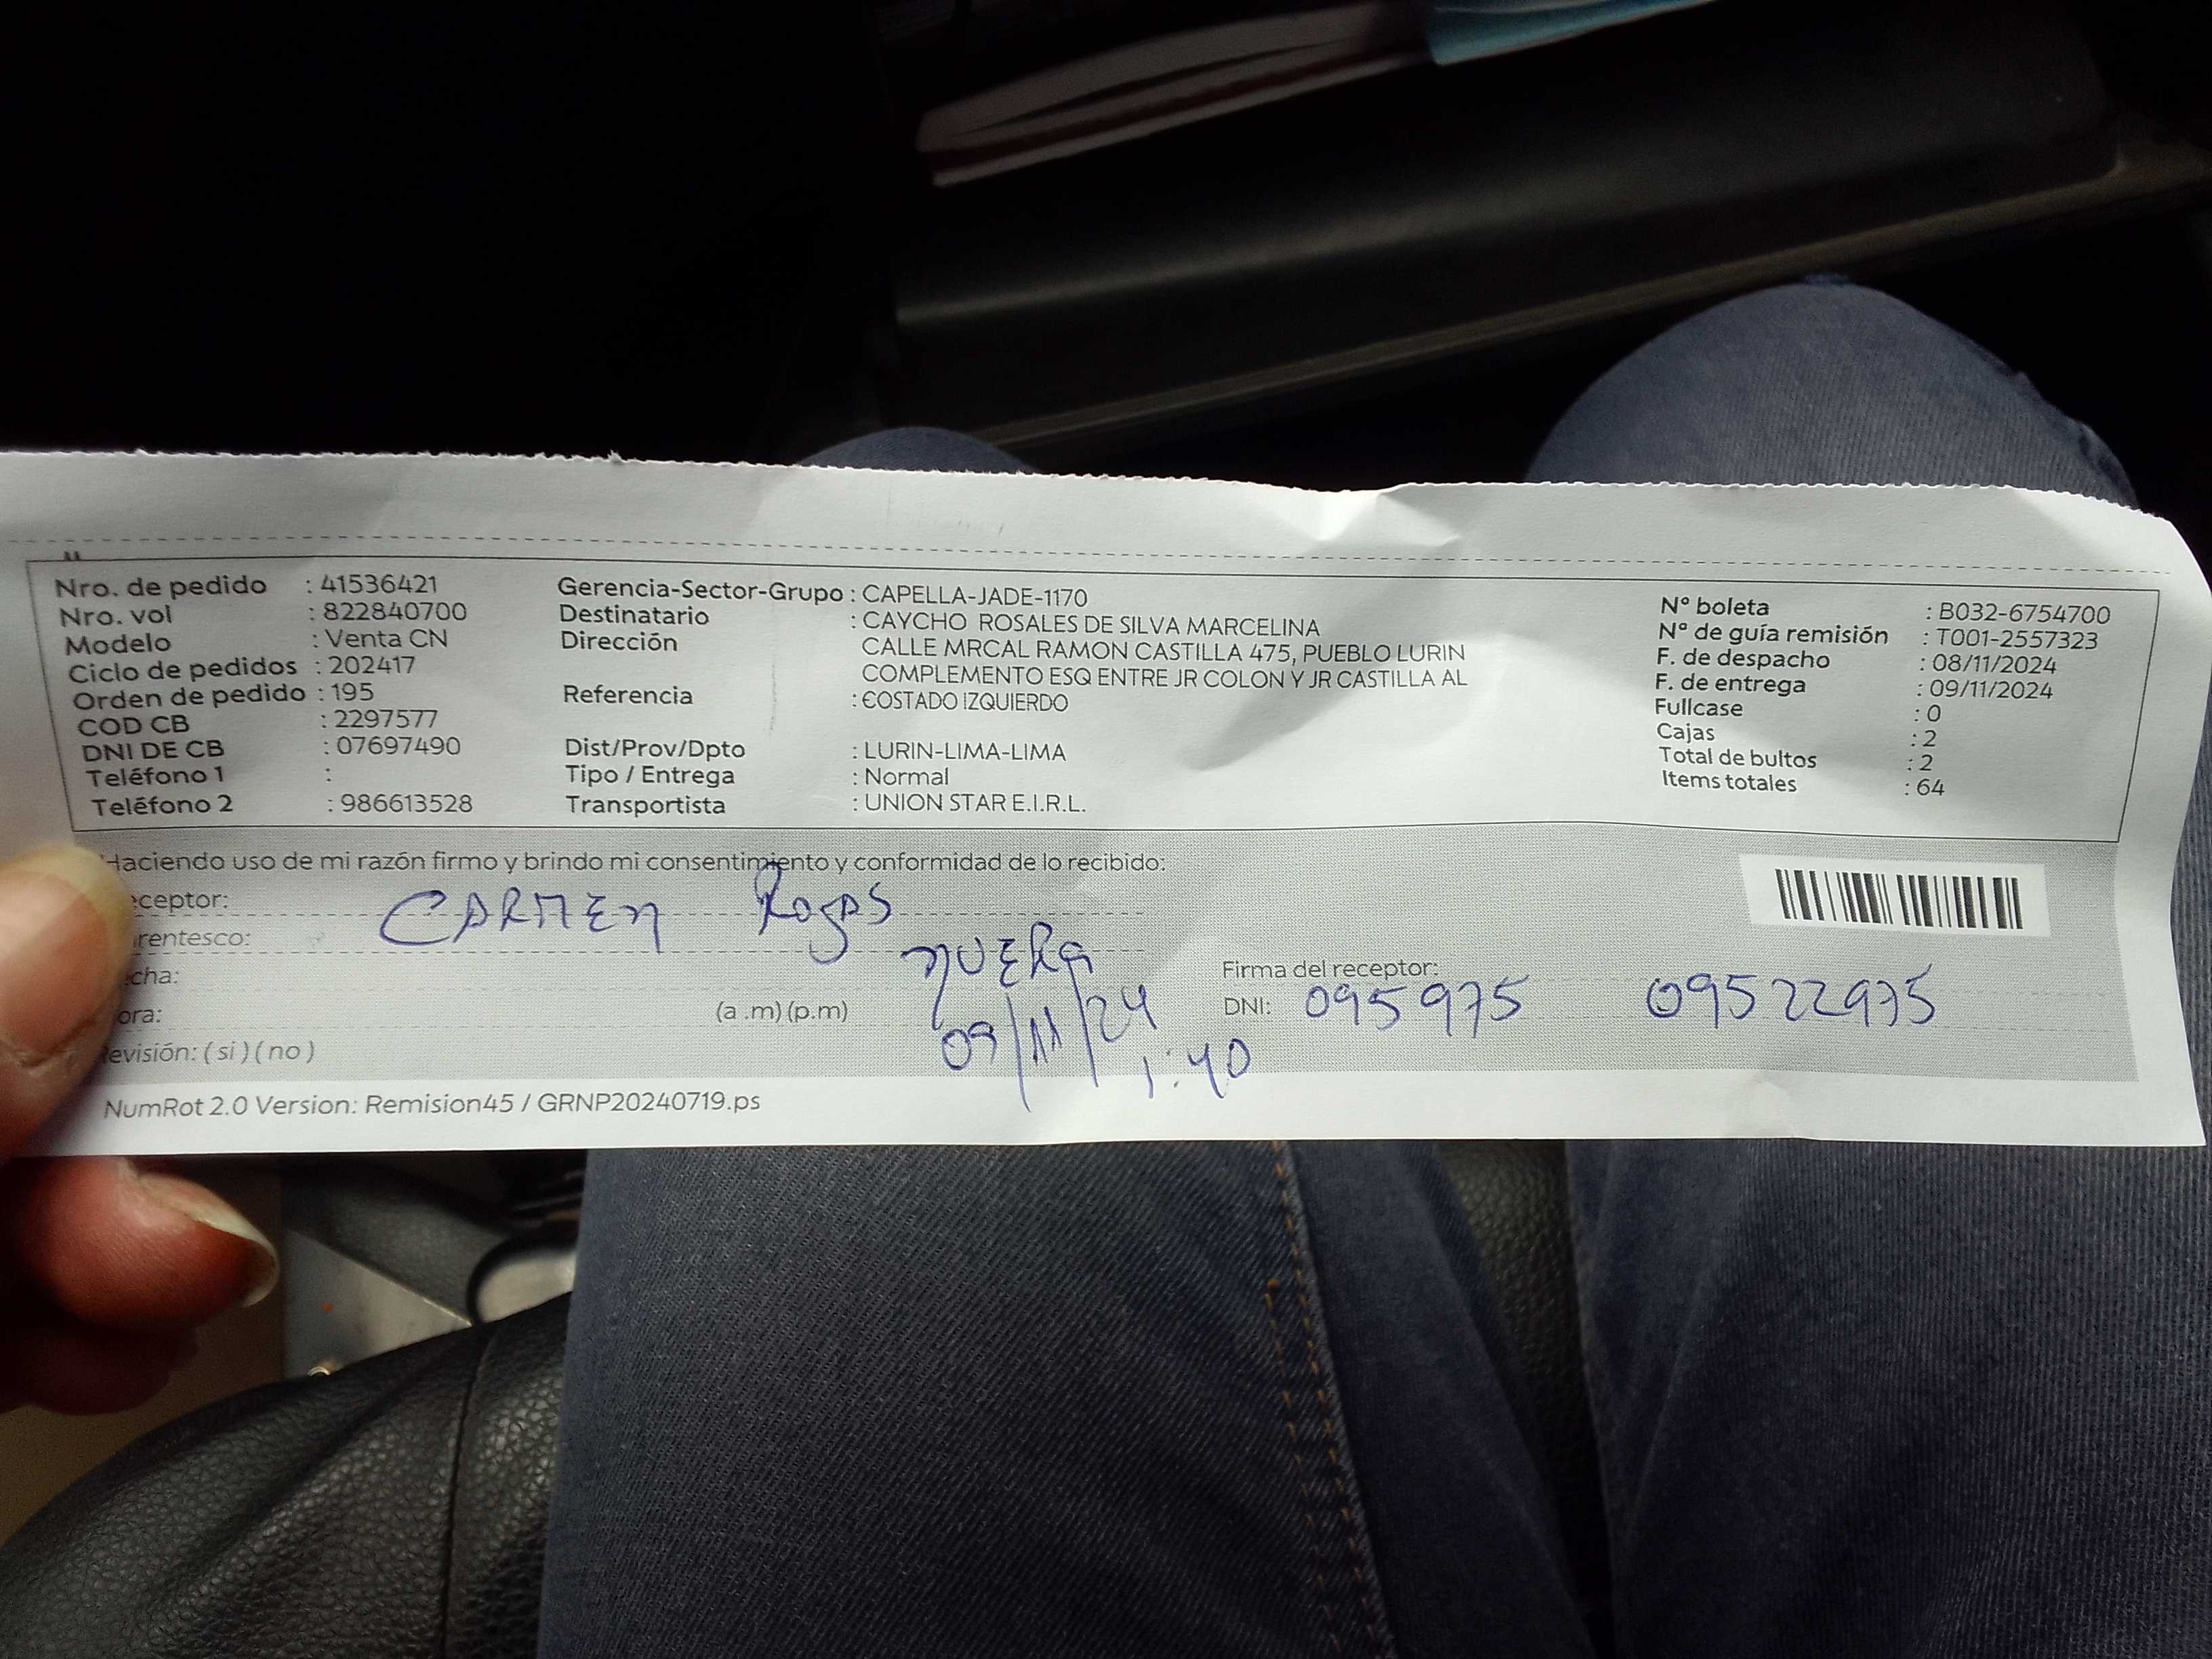 Nro. de pedido : 41536421
Nro. vol : 822840700
Modelo : Venta CN
Ciclo de pedidos : 202417
Orden de pedido : 195
COD CB : 2297577
DNI DE CB : 07697490
Teléfono 1 :
Teléfono 2 : 986613528
Gerencia-Sector-Grupo : CAPELLA-JADE-1170
Destinatario : CAYCHO ROSALES DE SILVA MARCELINA
Dirección CALLE MRCAL RAMON CASTILLA 475, PUEBLO LURIN
COMPLEMENTO ESQ ENTRE JR COLON Y JR CASTILLA AL
Referencia : COSTADO IZQUIERDO
Dist/Prov/Dpto : LURIN-LIMA-LIMA
Tipo / Entrega : Normal
Transportista : UNION STAR E.I.R.L.
N° boleta : B032-6754700
N° de guía remisión : T001-2557323
F. de despacho : 08/11/2024
F. de entrega : 09/11/2024
Fullcase : 0
Cajas : 2
Total de bultos : 2
Items totales : 64
Haciendo uso de mi razón firmo y brindo mi consentimiento y conformidad de lo recibido:
eceptor: CARMEN Rojas
rentesco: NUERA
cha: 09/11/24
ora: (a .m) (p.m) 1:40
Revisión: ( si ) ( no )
Firma del receptor:
DNI: 095975 09522975
NumRot 2.0 Version: Remision45 / GRNP20240719.ps